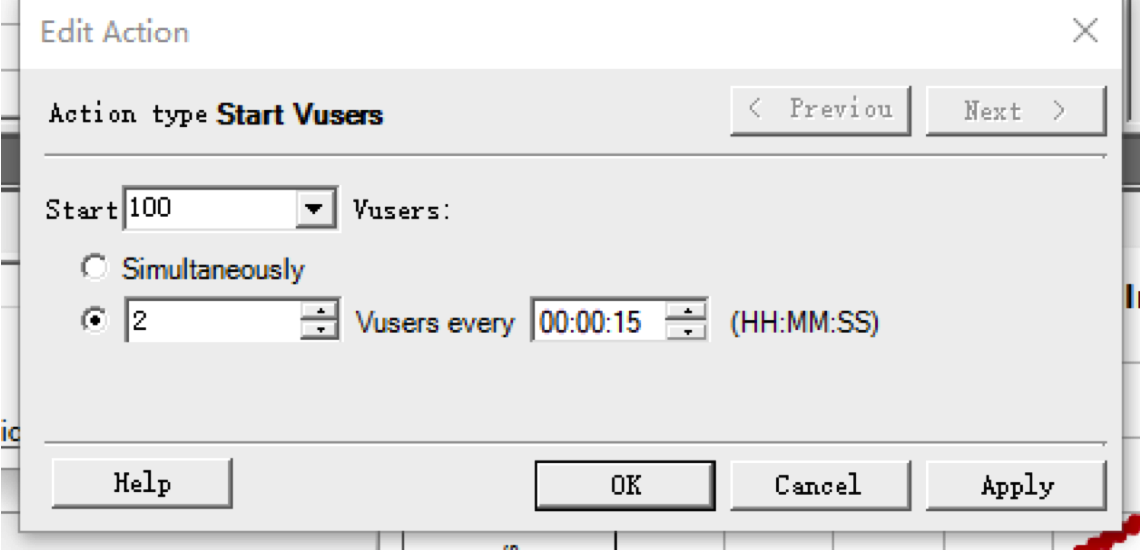 Edit Action
Action type Start Vusers
< Previou
Next >
Start 100 Vusers:
Simultaneously
2 Vusers every 00:00:15 (HH:MM:SS)
Help
OK
Cancel
Apply